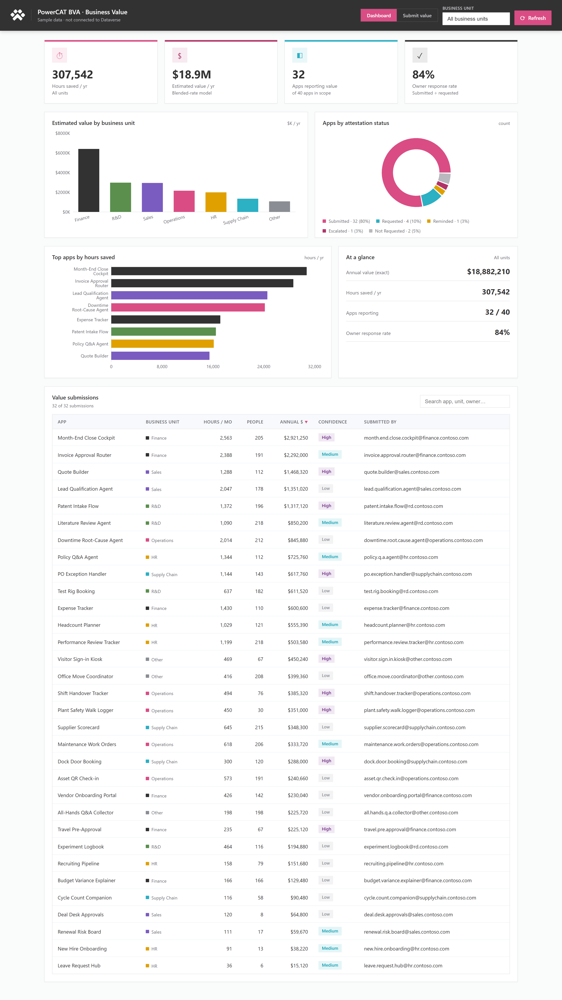 PowerCAT BVA · Business Value
Sample data · not connected to Dataverse
Dashboard
Submit value
BUSINESS UNIT
All business units
Refresh
$
307,542
Hours saved / yr
All units
$18.9M
Estimated value / yr
Blended-rate model
32
Apps reporting value
of 40 apps in scope
84%
Owner response rate
Submitted ÷ requested
Estimated value by business unit
$K / yr
$8000K
$6000K
$4000K
$2000K
$0K
Finance
R&D
Sales
Operations
HR
Supply Chain
Other
Apps by attestation status
count
Submitted · 32 (80%)
Requested · 4 (10%)
Reminded · 1 (3%)
Escalated · 1 (3%)
Not Requested · 2 (5%)
Top apps by hours saved
hours / yr
Month-End Close
Cockpit
Invoice Approval
Router
Lead Qualification
Agent
Downtime
Root-Cause Agent
Expense Tracker
Patent Intake Flow
Policy Q&A Agent
Quote Builder
0
8,000
16,000
24,000
32,000
At a glance
All units
Annual value (exact) $18,882,210
Hours saved / yr 307,542
Apps reporting 32 / 40
Owner response rate 84%
Value submissions
32 of 32 submissions
Search app, unit, owner…
APP BUSINESS UNIT HOURS / MO PEOPLE ANNUAL $ ▼ CONFIDENCE SUBMITTED BY
Month-End Close Cockpit Finance 2,563 205 $2,921,250 High month.end.close.cockpit@finance.contoso.com
Invoice Approval Router Finance 2,388 191 $2,292,000 Medium invoice.approval.router@finance.contoso.com
Quote Builder Sales 1,288 112 $1,468,320 High quote.builder@sales.contoso.com
Lead Qualification Agent Sales 2,047 178 $1,351,020 Low lead.qualification.agent@sales.contoso.com
Patent Intake Flow R&D 1,372 196 $1,317,120 High patent.intake.flow@rd.contoso.com
Literature Review Agent R&D 1,090 218 $850,200 Medium literature.review.agent@rd.contoso.com
Downtime Root-Cause Agent Operations 2,014 212 $845,880 Low downtime.root.cause.agent@operations.contoso.com
Policy Q&A Agent HR 1,344 112 $725,760 Medium policy.q.a.agent@hr.contoso.com
PO Exception Handler Supply Chain 1,144 143 $617,760 High po.exception.handler@supplychain.contoso.com
Test Rig Booking R&D 637 182 $611,520 Low test.rig.booking@rd.contoso.com
Expense Tracker Finance 1,430 110 $600,600 Low expense.tracker@finance.contoso.com
Headcount Planner HR 1,029 121 $555,390 Medium headcount.planner@hr.contoso.com
Performance Review Tracker HR 1,199 218 $503,580 Medium performance.review.tracker@hr.contoso.com
Visitor Sign-in Kiosk Other 469 67 $450,240 High visitor.sign.in.kiosk@other.contoso.com
Office Move Coordinator Other 416 208 $399,360 Low office.move.coordinator@other.contoso.com
Shift Handover Tracker Operations 494 76 $385,320 High shift.handover.tracker@operations.contoso.com
Plant Safety Walk Logger Operations 450 30 $351,000 High plant.safety.walk.logger@operations.contoso.com
Supplier Scorecard Supply Chain 645 215 $348,300 Low supplier.scorecard@supplychain.contoso.com
Maintenance Work Orders Operations 618 206 $333,720 Medium maintenance.work.orders@operations.contoso.com
Dock Door Booking Supply Chain 300 120 $288,000 High dock.door.booking@supplychain.contoso.com
Asset QR Check-in Operations 573 191 $240,660 Low asset.qr.check.in@operations.contoso.com
Vendor Onboarding Portal Finance 426 142 $230,040 Low vendor.onboarding.portal@finance.contoso.com
All-Hands Q&A Collector Other 198 198 $225,720 Low all.hands.q.a.collector@other.contoso.com
Travel Pre-Approval Finance 235 67 $225,120 High travel.pre.approval@finance.contoso.com
Experiment Logbook R&D 464 116 $194,880 Low experiment.logbook@rd.contoso.com
Recruiting Pipeline HR 158 79 $151,680 Low recruiting.pipeline@hr.contoso.com
Budget Variance Explainer Finance 166 166 $129,480 Low budget.variance.explainer@finance.contoso.com
Cycle Count Companion Supply Chain 116 58 $90,480 Low cycle.count.companion@supplychain.contoso.com
Deal Desk Approvals Sales 120 8 $64,800 Low deal.desk.approvals@sales.contoso.com
Renewal Risk Board Sales 111 17 $59,670 Medium renewal.risk.board@sales.contoso.com
New Hire Onboarding HR 91 13 $38,220 Medium new.hire.onboarding@hr.contoso.com
Leave Request Hub HR 36 6 $15,120 Medium leave.request.hub@hr.contoso.com